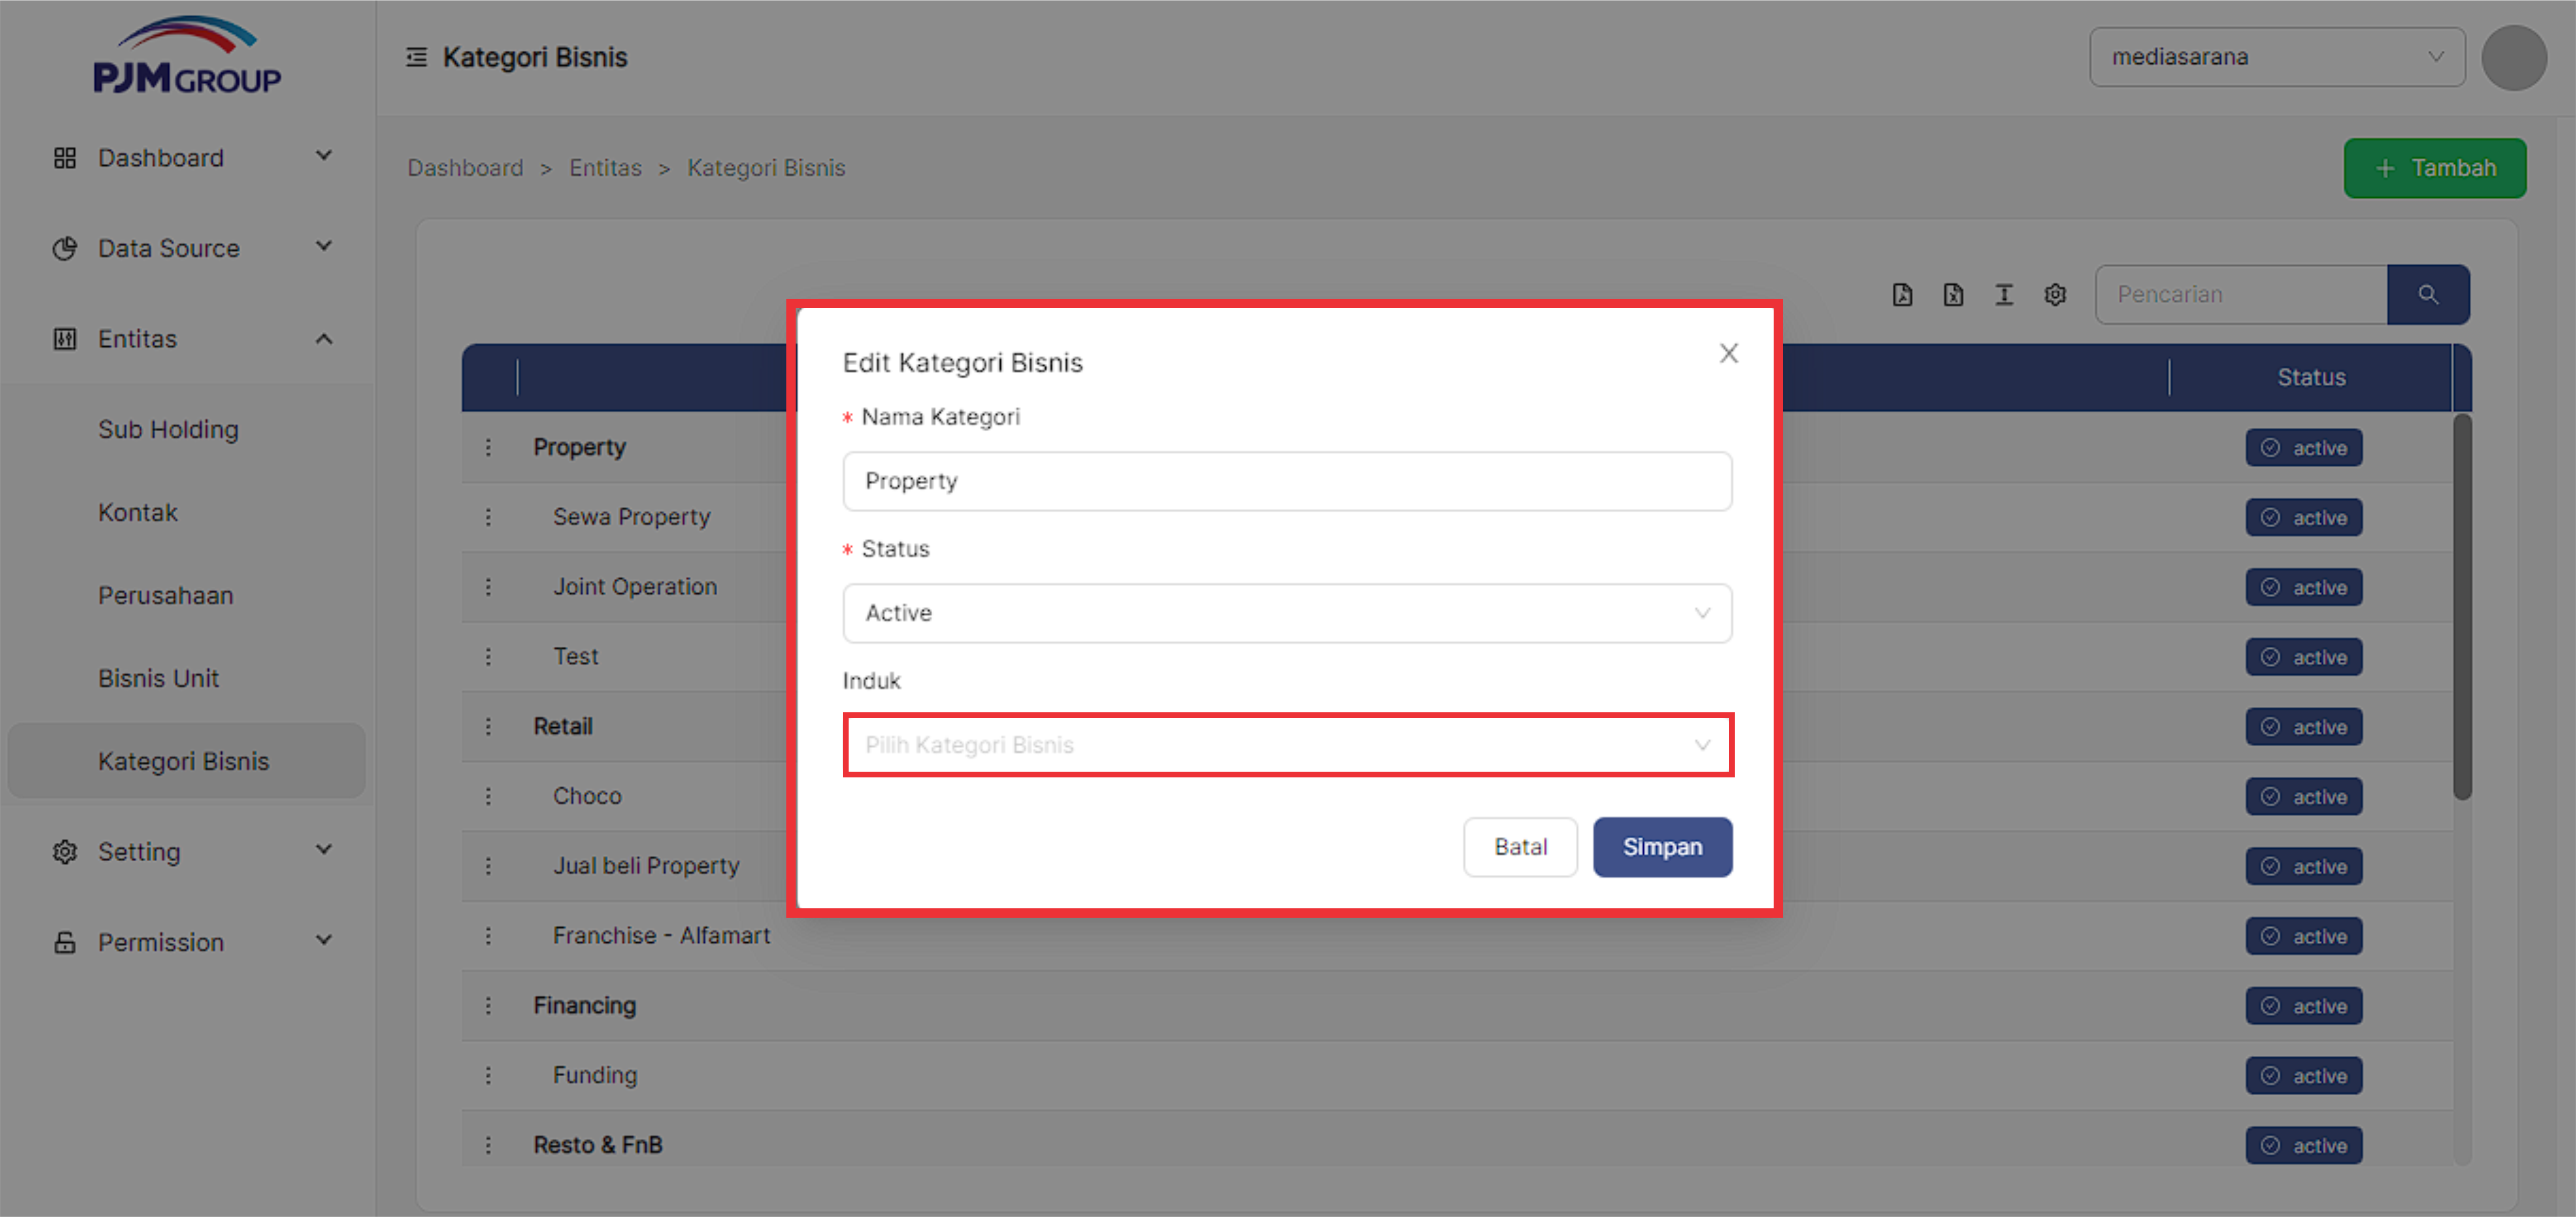 PJM GROUP
Kategori Bisnis
mediasarana
Dashboard
Data Source
Entitas
Sub Holding
Kontak
Perusahaan
Bisnis Unit
Kategori Bisnis
Setting
Permission
Dashboard > Entitas > Kategori Bisnis
+ Tambah
Pencarian
Status
Property active
Sewa Property active
Joint Operation active
Test active
Retail active
Choco active
Jual beli Property active
Franchise - Alfamart active
Financing active
Funding active
Resto & FnB active
Edit Kategori Bisnis
* Nama Kategori
Property
* Status
Active
Induk
Pilih Kategori Bisnis
Batal Simpan